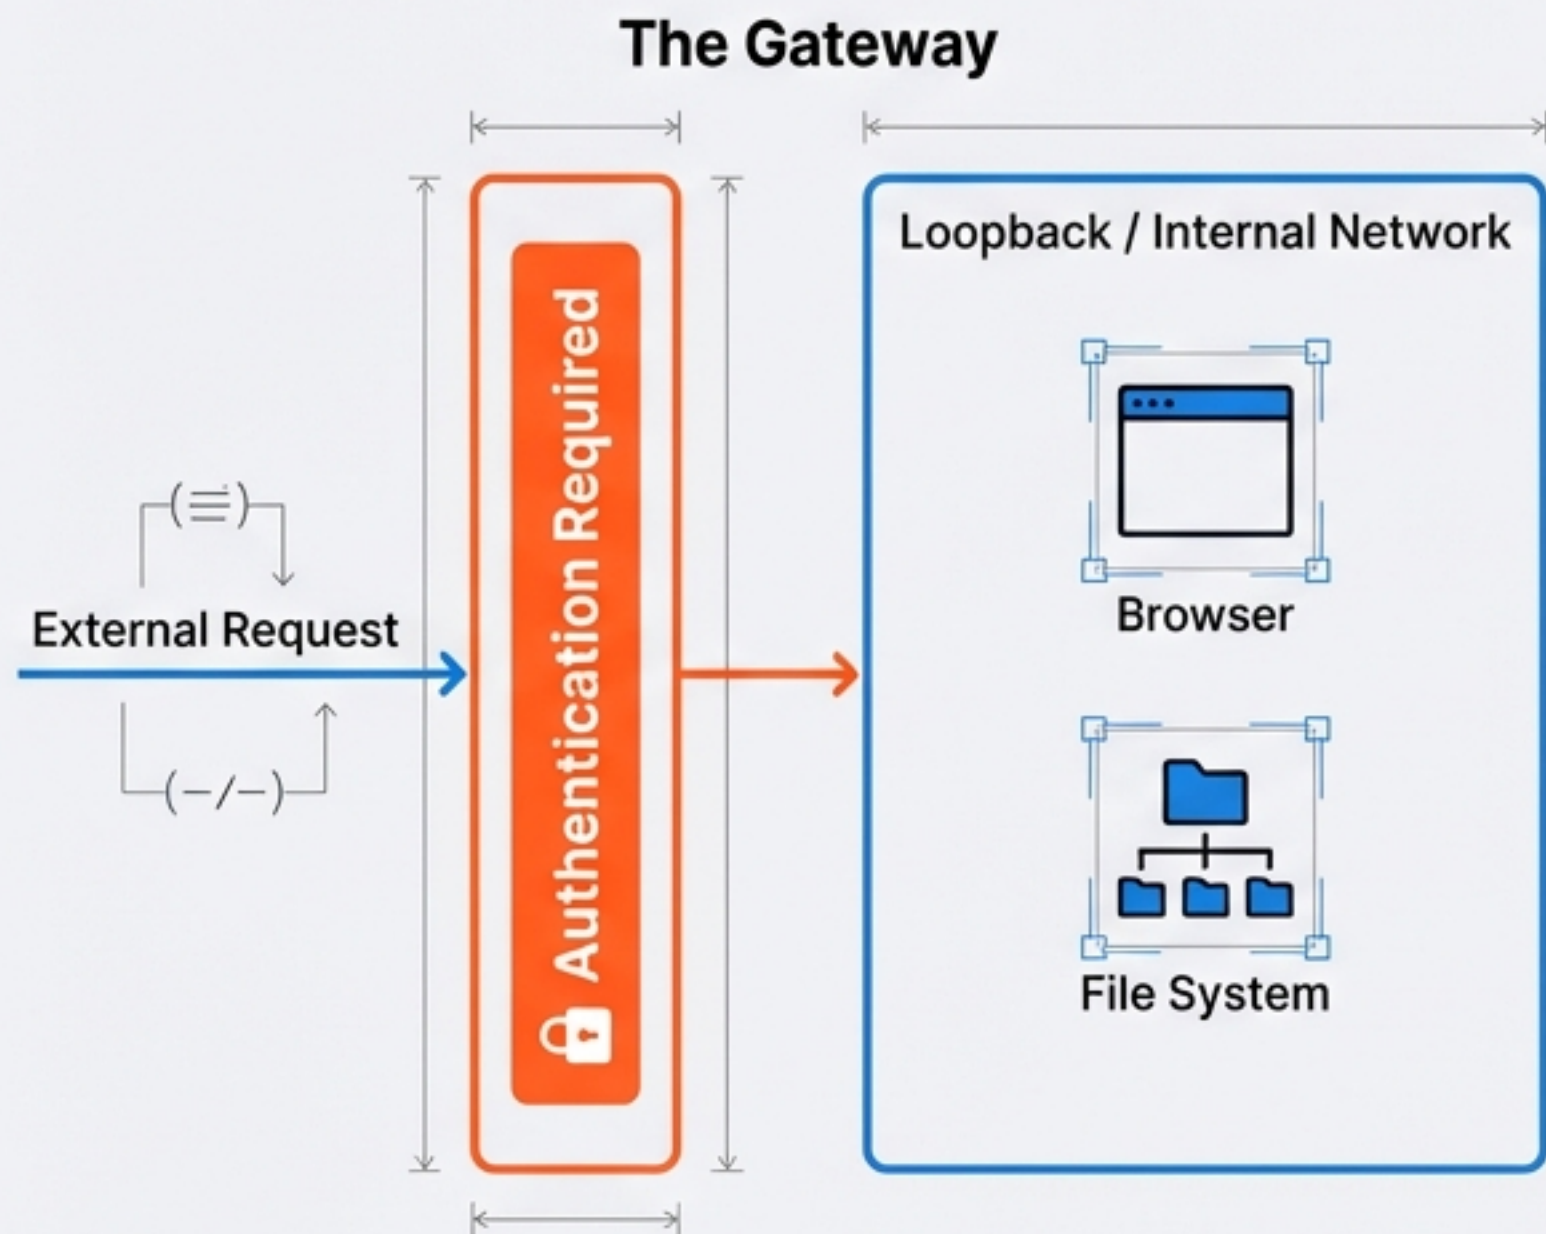 The Gateway
External Request
Authentication Required
Loopback / Internal Network
Browser
File System